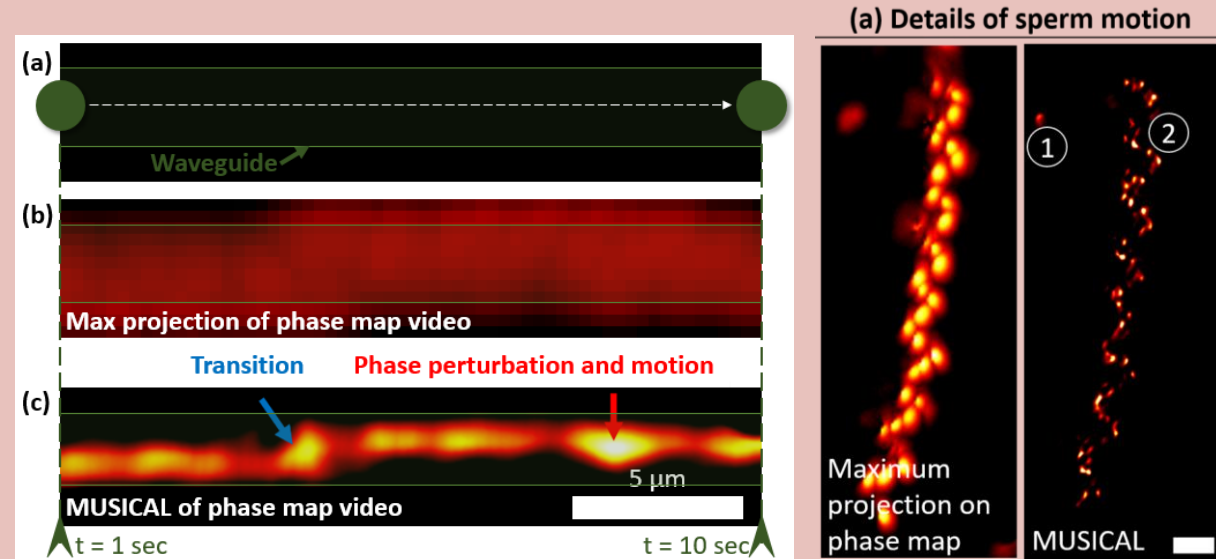 (a)
Waveguide
(b)
Max projection of phase map video
Transition
Phase perturbation and motion
(c)
5 μm
MUSICAL of phase map video
t = 1 sec
t = 10 sec
(a) Details of sperm motion
1
2
Maximum
projection on
phase map
MUSICAL